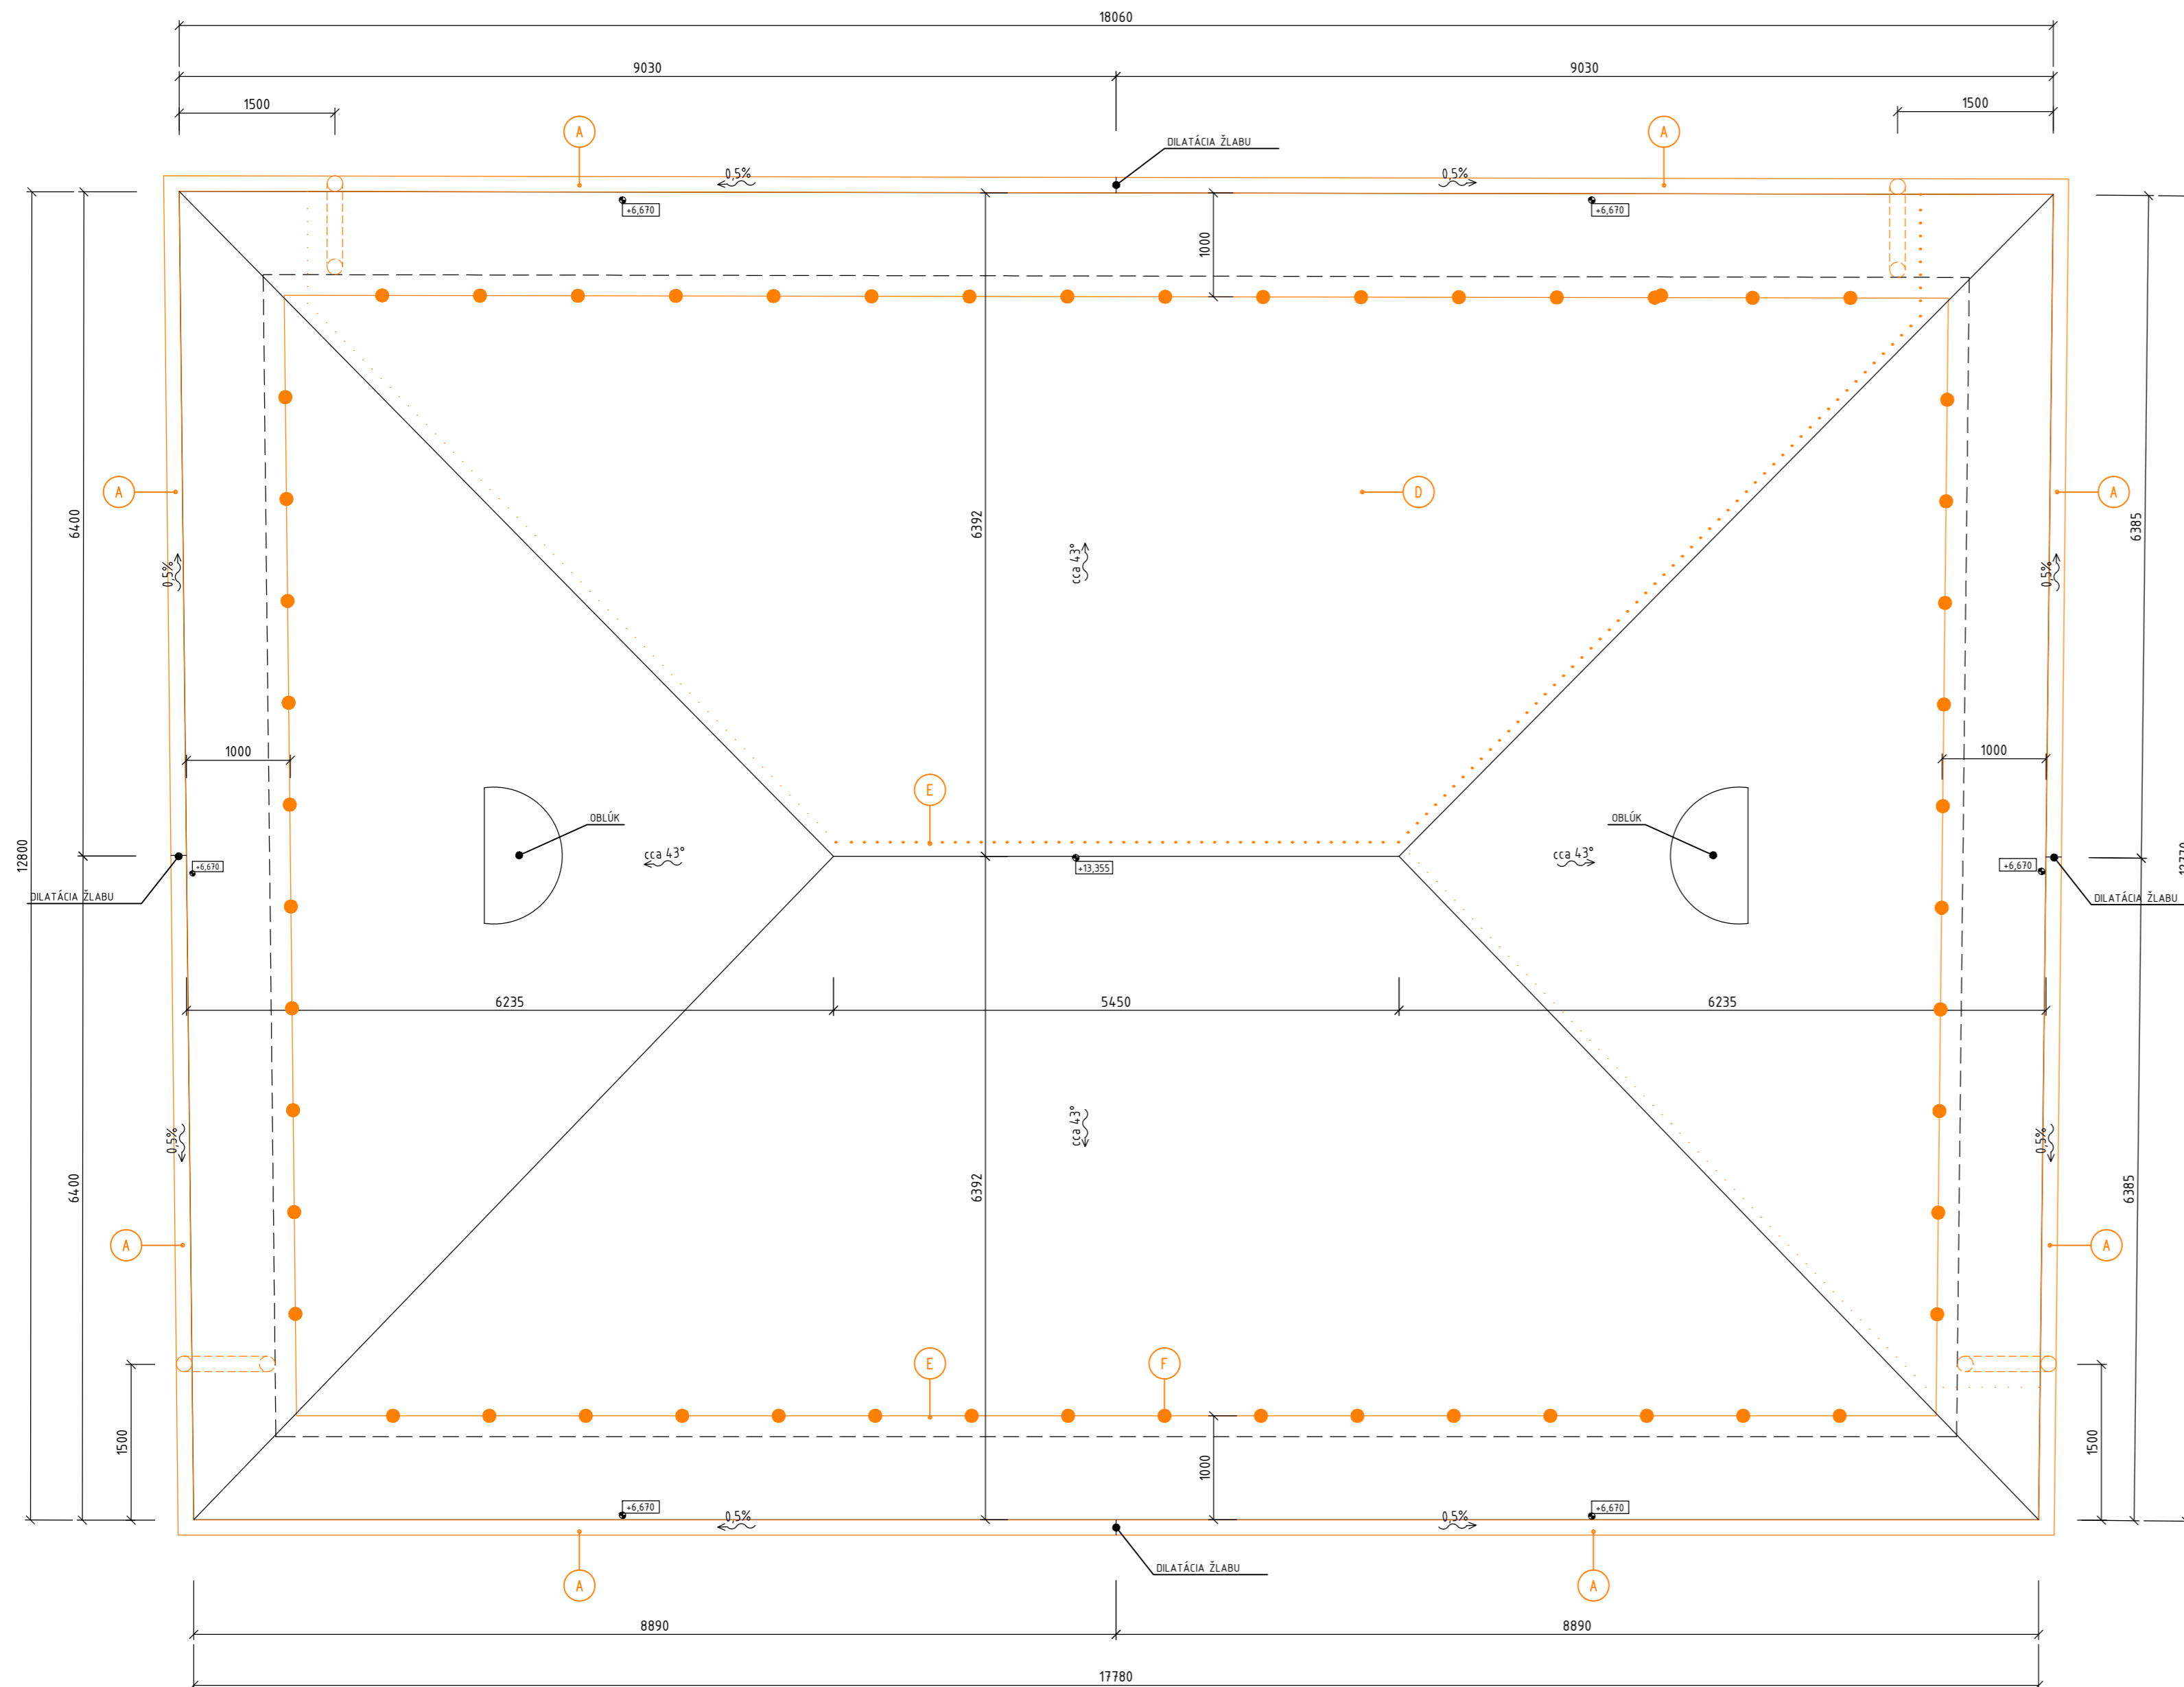 18060
9030
9030
1500
1500
A
A
DILATÁCIA ŽLABU
0,5%
0,5%
+6,670
+6,670
1000
A
D
A
6400
6392
6385
cca 43°
0,5%
0,5%
1000
1000
E
OBLÚK
OBLÚK
12800
cca 43°
cca 43°
+6,670
+13,355
+6,670
DILATÁCIA ŽLABU
DILATÁCIA ŽLABU
6235
5450
6235
cca 43°
0,5%
0,5%
6400
6392
6385
A
A
E
F
1500
1000
1500
+6,670
+6,670
0,5%
0,5%
DILATÁCIA ŽLABU
A
A
8890
8890
17780